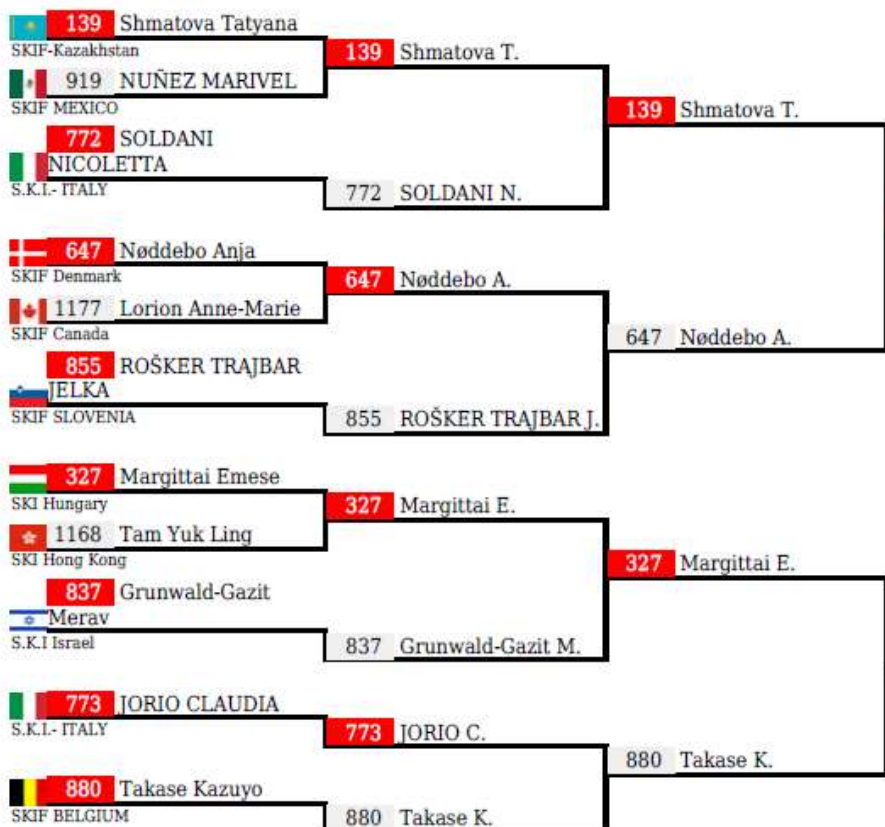 139 Shmatova Tatyana
SKIF-Kazakhstan
919 NUÑEZ MARIVEL
SKIF MEXICO
772 SOLDANI
NICOLETTA
S.K.I.- ITALY
647 Nøddebo Anja
SKIF Denmark
1177 Lorion Anne-Marie
SKIF Canada
855 ROŠKER TRAJBAR
JELKA
SKIF SLOVENIA
327 Margittai Emese
SKI Hungary
1168 Tam Yuk Ling
SKI Hong Kong
837 Grunwald-Gazit
Merav
S.K.I Israel
773 JORIO CLAUDIA
S.K.I.- ITALY
880 Takase Kazuyo
SKIF BELGIUM
139 Shmatova T.
772 SOLDANI N.
647 Nøddebo A.
855 ROŠKER TRAJBAR J.
327 Margittai E.
837 Grunwald-Gazit M.
773 JORIO C.
880 Takase K.
139 Shmatova T.
647 Nøddebo A.
327 Margittai E.
880 Takase K.